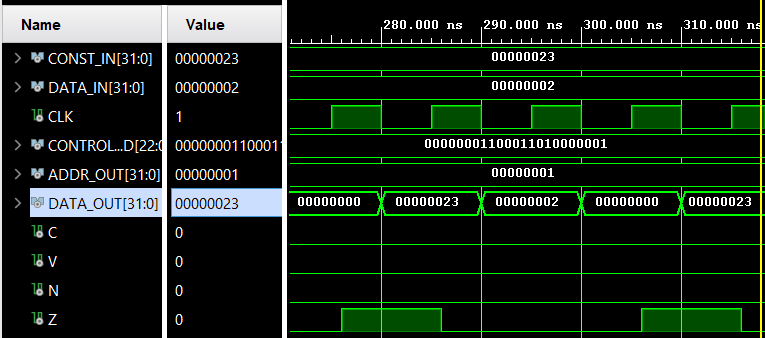 Name Value 280.000 ns 290.000 ns 300.000 ns 310.000 ns
CONST_IN[31:0] 00000023 00000023
DATA_IN[31:0] 00000002 00000002
CLK 1
CONTROL...D[22:0 00000001100011 00000001100011010000001
ADDR_OUT[31:0] 00000001 00000001
DATA_OUT[31:0] 00000023 00000000 00000023 00000002 00000000 00000023
C 0
V 0
N 0
Z 0